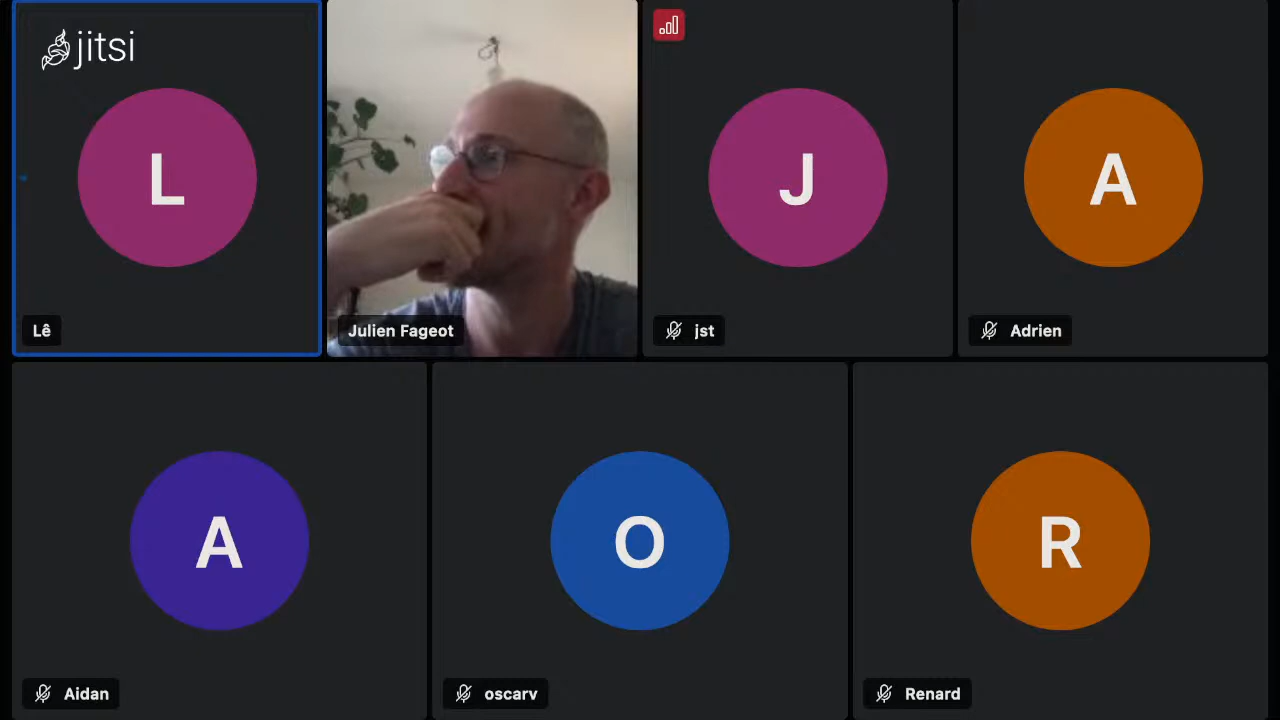 jitsi
L
Lê
Julien Fageot
J
jst
A
Adrien
A
Aidan
O
oscarv
R
Renard